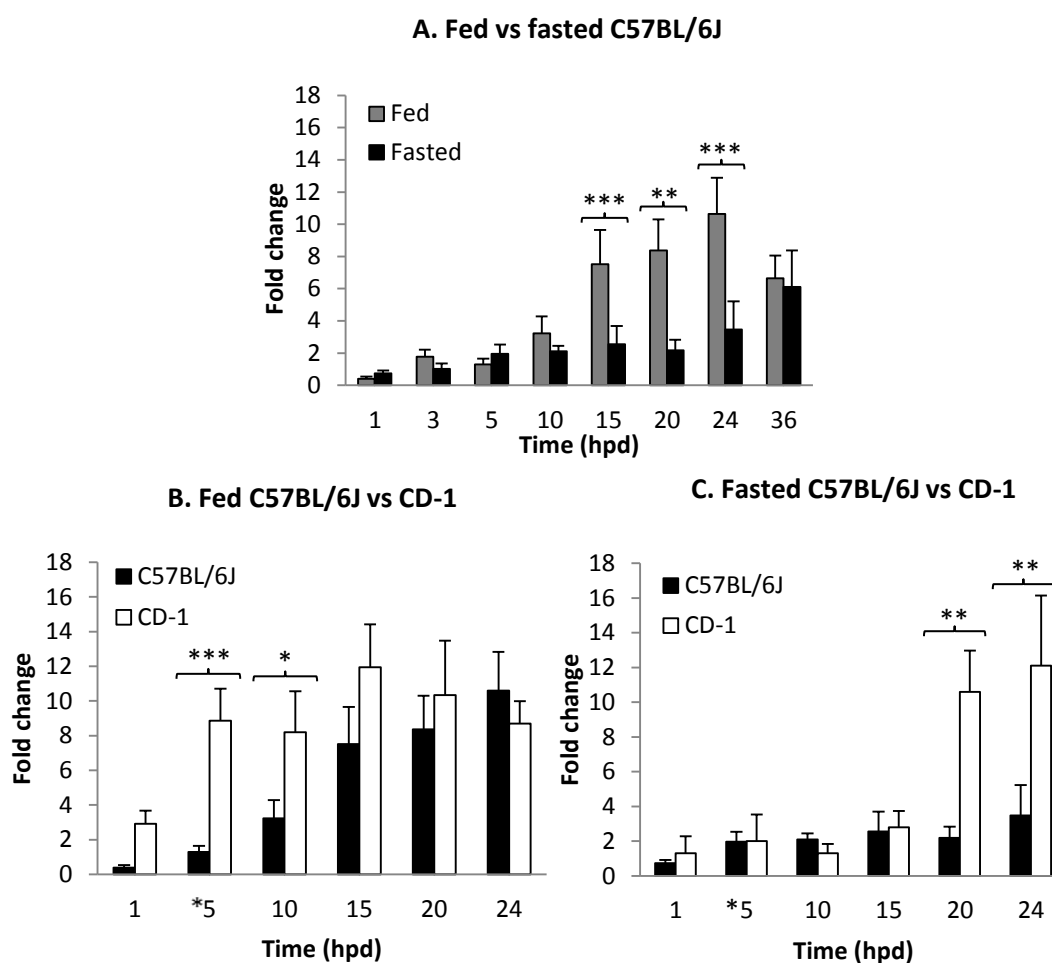 A. Fed vs fasted C57BL/6J
18
16
14
12
10
8
6
4
2
0
Fold change
Fed
Fasted
***
**
***
1 3 5 10 15 20 24 36
Time (hpd)
B. Fed C57BL/6J vs CD-1
18
16
14
12
10
8
6
4
2
0
Fold change
C57BL/6J
CD-1
***
*
1 *5 10 15 20 24
Time (hpd)
C. Fasted C57BL/6J vs CD-1
18
16
14
12
10
8
6
4
2
0
Fold change
C57BL/6J
CD-1
**
**
1 *5 10 15 20 24
Time (hpd)